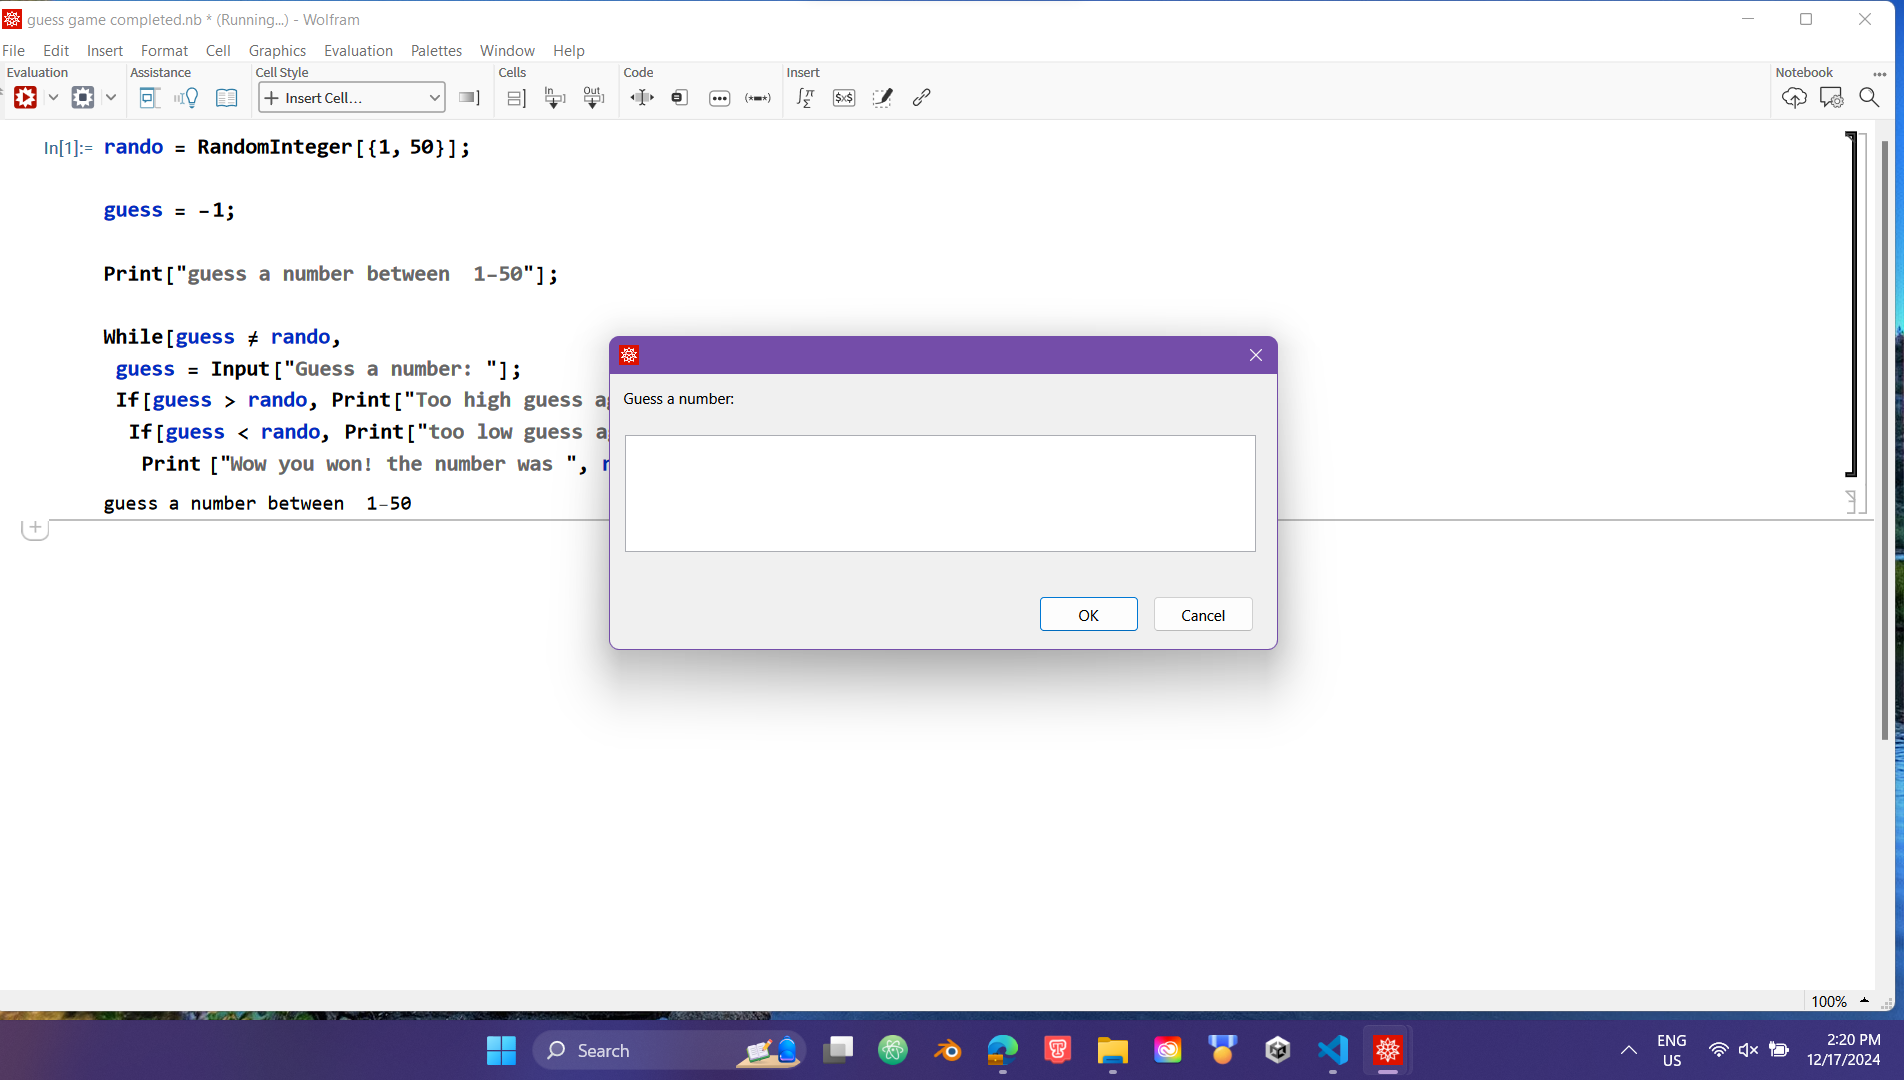 guess game completed.nb * (Running...) - Wolfram
File Edit Insert Format Cell Graphics Evaluation Palettes Window Help
Evaluation Assistance Cell Style Cells Code Insert Notebook
Insert Cell... In Out $x$
In[1]:= rando = RandomInteger[{1, 50}];
guess = -1;
Print["guess a number between  1-50"];
While[guess ≠ rando,
guess = Input["Guess a number: "];
If[guess > rando, Print["Too high guess
If[guess < rando, Print["too low guess
Print ["Wow you won! the number was ",
guess a number between  1-50
Guess a number:
OK Cancel
100%
Search
ENG
US
2:20 PM
12/17/2024